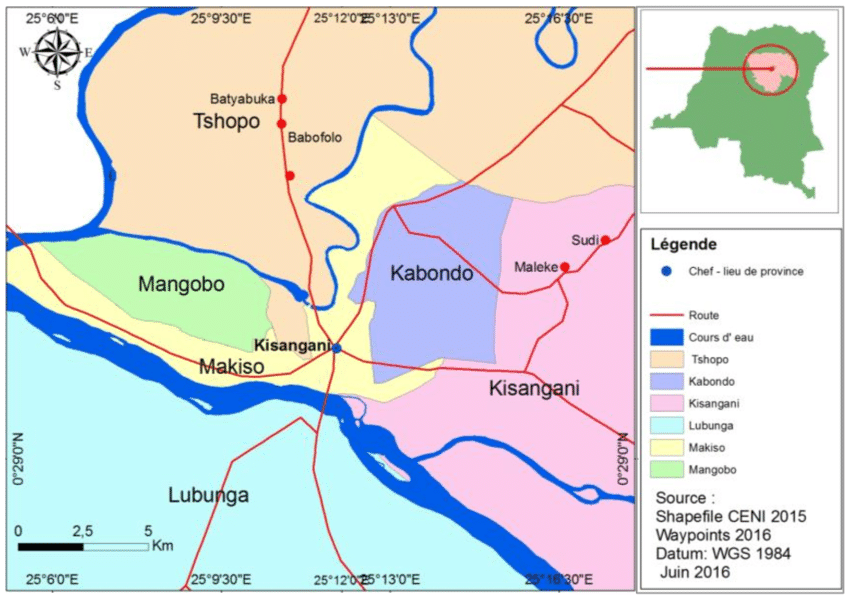 25°6'0"E 25°9'30"E 25°12'0"E 25°13'0"E 25°16'30"E
N
W E
S
Batyabuka
Tshopo
Babofolo
Sudi
Maleke
Mangobo
Kabondo
Kisangani
Makiso
Kisangani
Lubunga
0°29'0"N 0°29'0"N
0 2,5 5
Km
25°6'0"E 25°9'30"E 25°12'0"E 25°13'0"E 25°16'30"E
Légende
Chef - lieu de province
Route
Cours d' eau
Tshopo
Kabondo
Kisangani
Lubunga
Makiso
Mangobo
Source :
Shapefile CENI 2015
Waypoints 2016
Datum: WGS 1984
Juin 2016